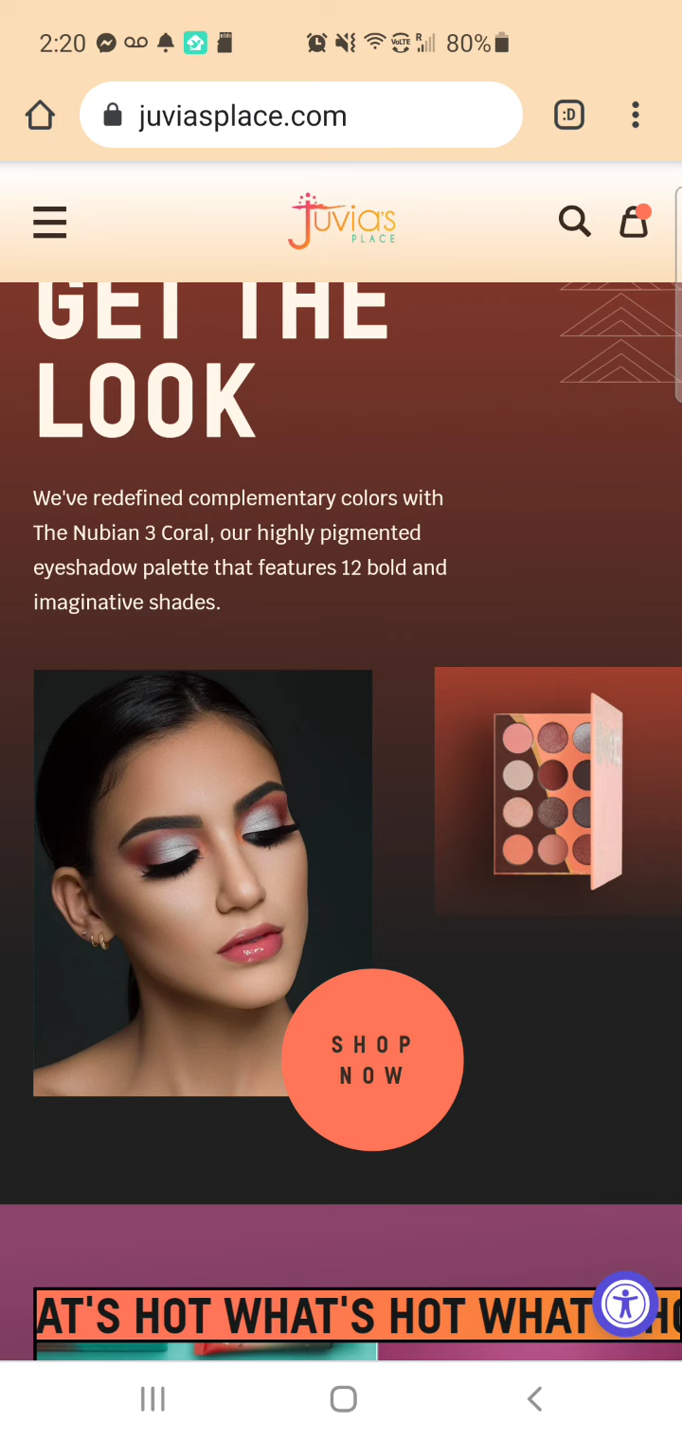 2:20 VoLTE R 80%
juviasplace.com :D
Juvia's
PLACE
GET THE
LOOK
We've redefined complementary colors with
The Nubian 3 Coral, our highly pigmented
eyeshadow palette that features 12 bold and
imaginative shades.
SHOP
NOW
AT'S HOT WHAT'S HOT WHAT HO